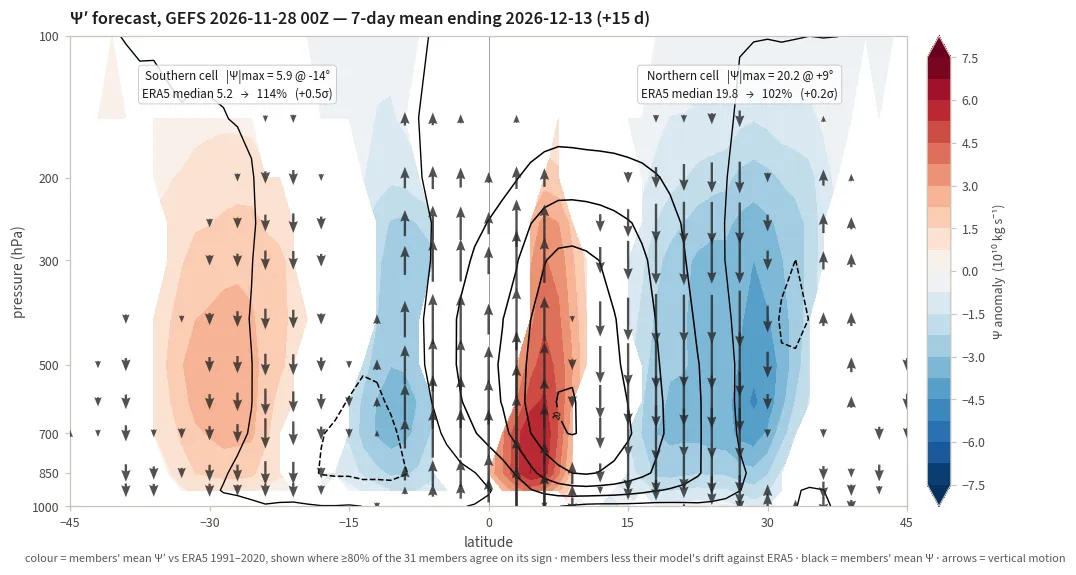 Ψ′ forecast, GEFS 2026-11-28 00Z — 7-day mean ending 2026-12-13 (+15 d)
Southern cell |Ψ|max = 5.9 @ -14°
ERA5 median 5.2 → 114% (+0.5σ)
Northern cell |Ψ|max = 20.2 @ +9°
ERA5 median 19.8 → 102% (+0.2σ)
pressure (hPa)
100
200
300
500
700
850
1000
20
−45
−30
−15
0
15
30
45
latitude
7.5
6.0
4.5
3.0
1.5
0.0
−1.5
−3.0
−4.5
−6.0
−7.5
Ψ anomaly (10¹⁰ kg s⁻¹)
colour = members' mean Ψ′ vs ERA5 1991–2020, shown where ≥80% of the 31 members agree on its sign · members less their model's drift against ERA5 · black = members' mean Ψ · arrows = vertical motion